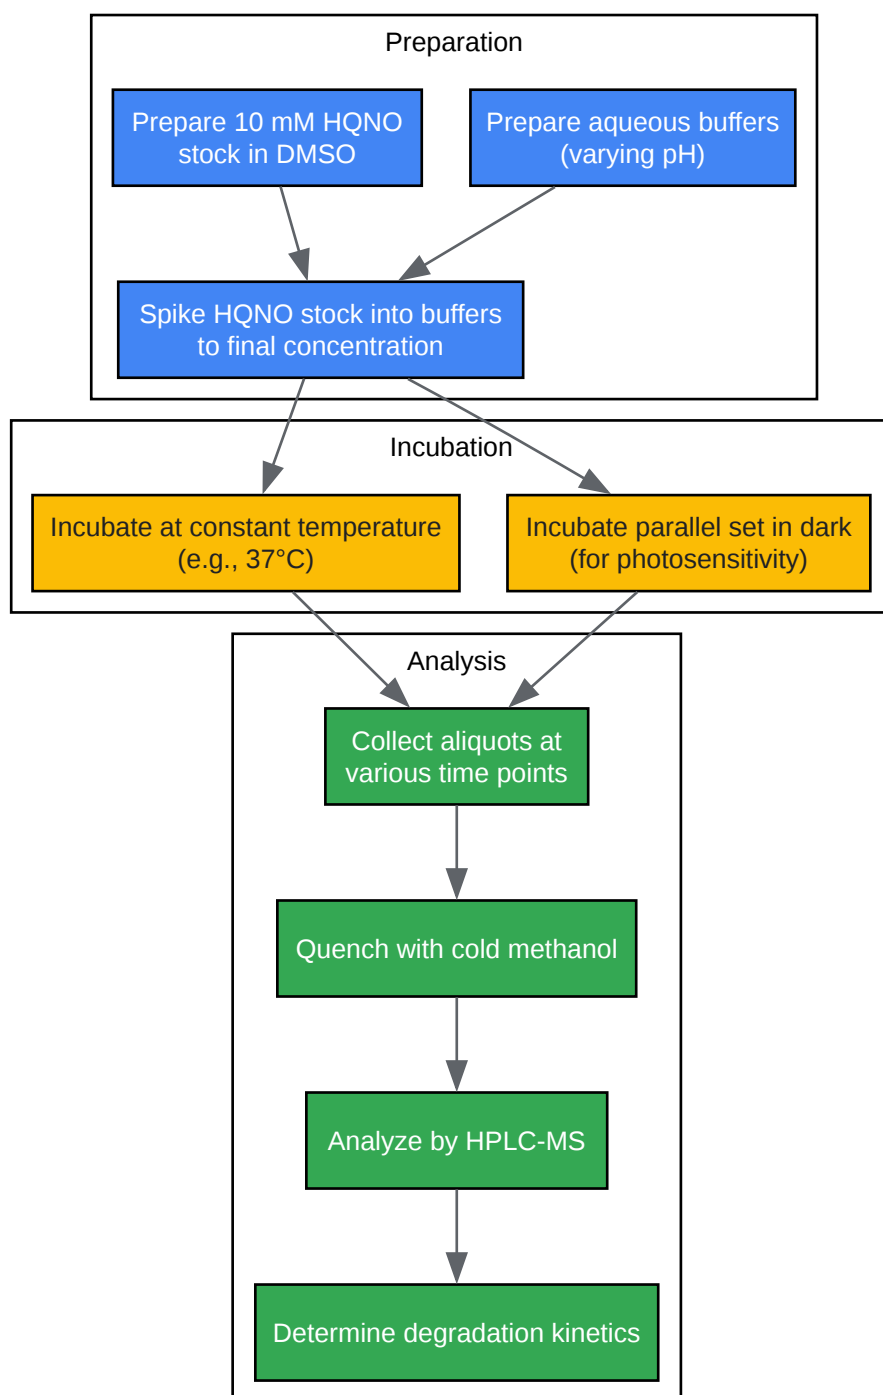 Preparation
Prepare 10 mM HQNO
stock in DMSO
Prepare aqueous buffers
(varying pH)
Spike HQNO stock into buffers
to final concentration
Incubation
Incubate at constant temperature
(e.g., 37°C)
Incubate parallel set in dark
(for photosensitivity)
Analysis
Collect aliquots at
various time points
Quench with cold methanol
Analyze by HPLC-MS
Determine degradation kinetics